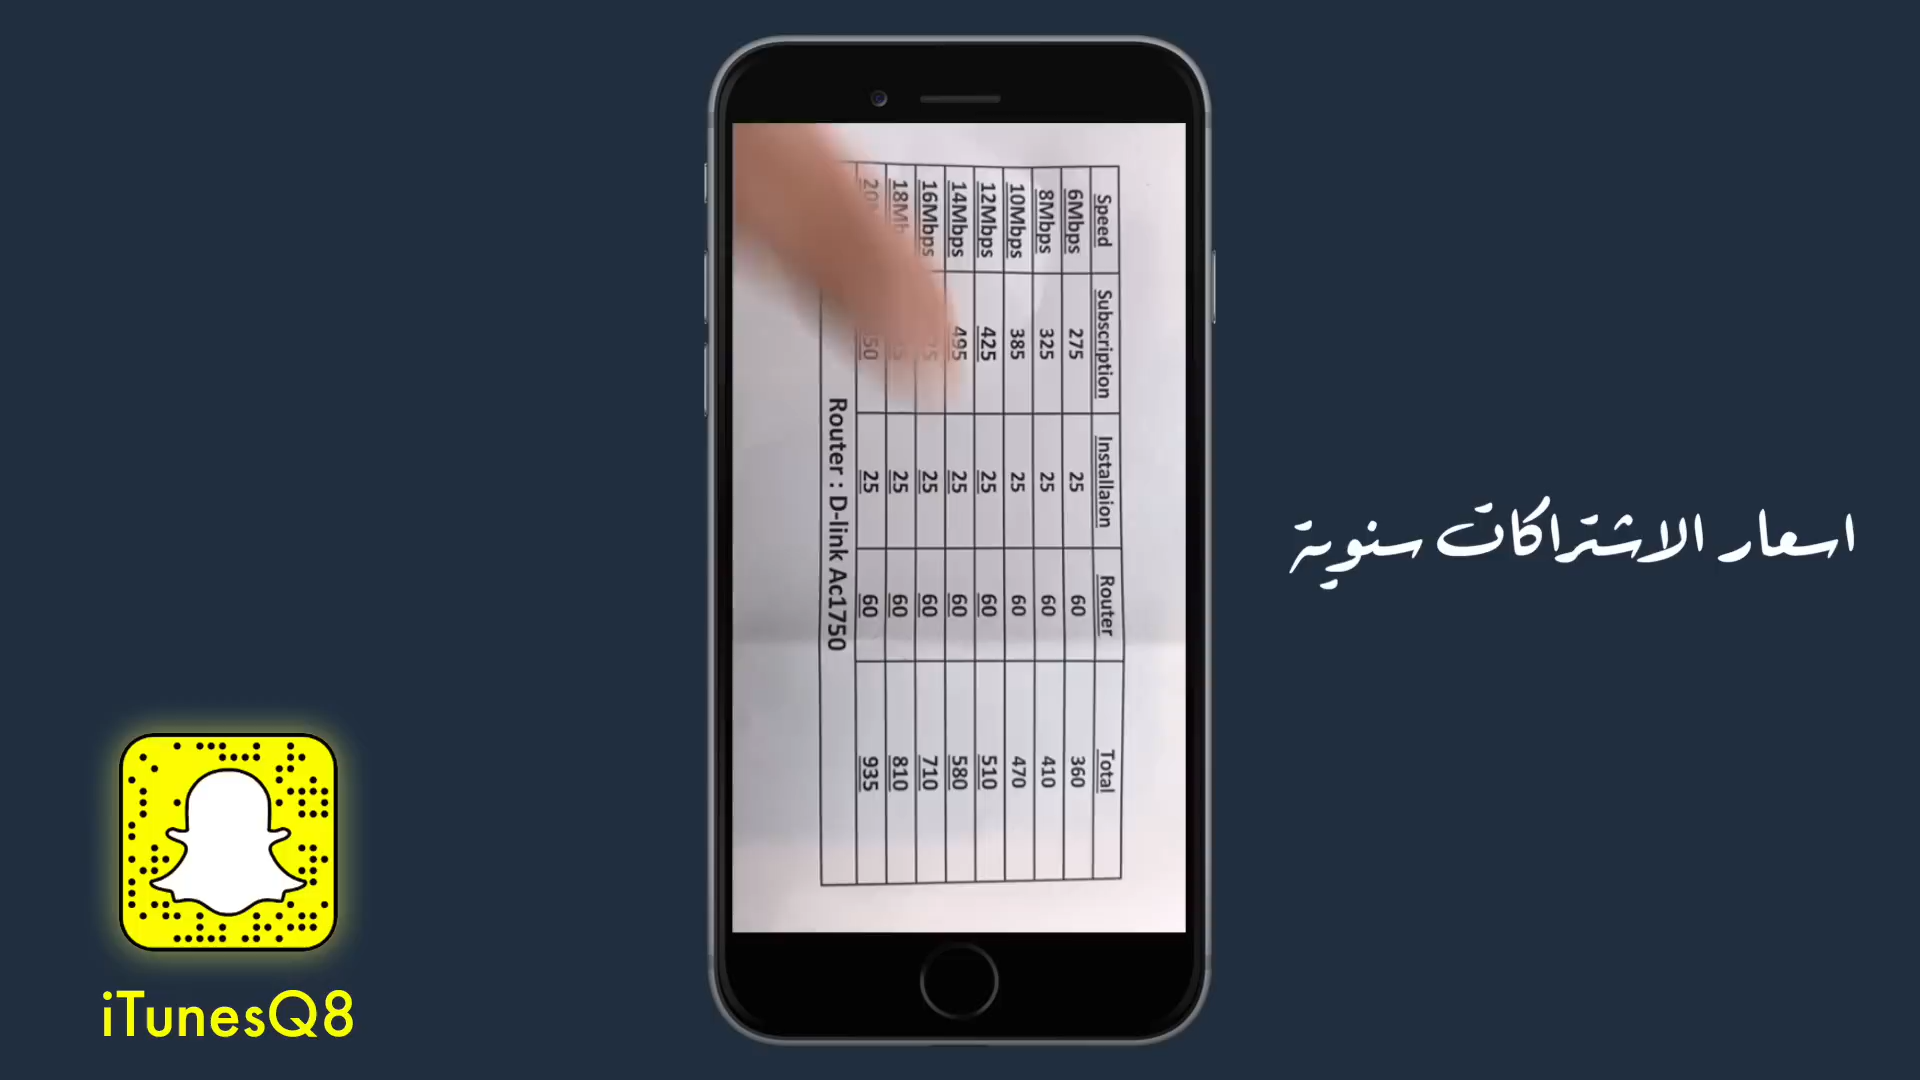 Speed Subscription Installaion Router Total
6Mbps 275 25 60 360
8Mbps 325 25 60 410
10Mbps 385 25 60 470
12Mbps 425 25 60 510
14Mbps 495 25 60 580
16Mbps 25 60 710
25 60 810
25 60 935
Router : D-link Ac1750
اسعار الاشتراكات سنوية
iTunesQ8